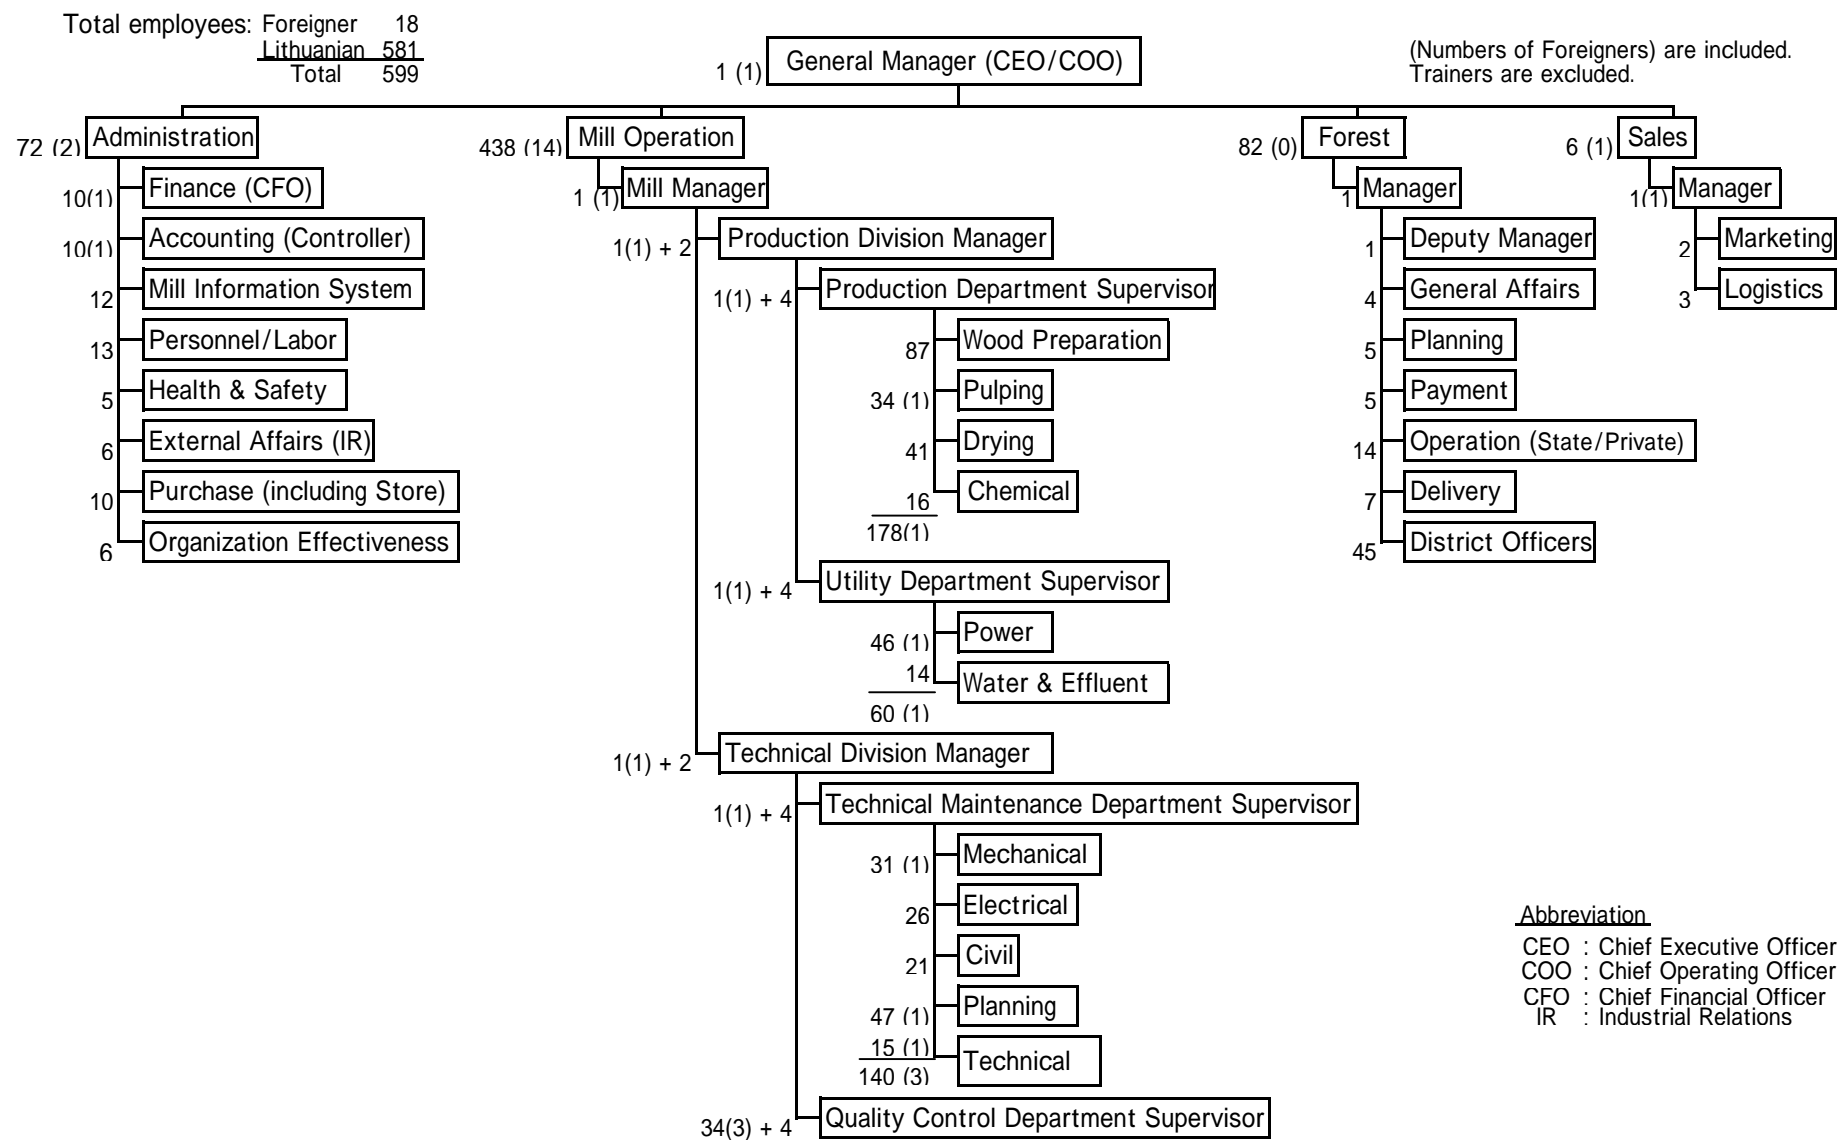 Total employees: Foreigner 18
Lithuanian 581
Total 599
1 (1) General Manager (CEO/COO)
(Numbers of Foreigners) are included.
Trainers are excluded.
72 (2) Administration
10(1) Finance (CFO)
10(1) Accounting (Controller)
12 Mill Information System
13 Personnel/Labor
5 Health & Safety
6 External Affairs (IR)
10 Purchase (including Store)
6 Organization Effectiveness
438 (14) Mill Operation
1 (1) Mill Manager
1(1) + 2 Production Division Manager
1(1) + 4 Production Department Supervisor
87 Wood Preparation
34 (1) Pulping
41 Drying
16 Chemical
178(1)
1(1) + 4 Utility Department Supervisor
46 (1) Power
14 Water & Effluent
60 (1)
1(1) + 2 Technical Division Manager
1(1) + 4 Technical Maintenance Department Supervisor
31 (1) Mechanical
26 Electrical
21 Civil
47 (1) Planning
15 (1) Technical
140 (3)
34(3) + 4 Quality Control Department Supervisor
82 (0) Forest
1 Manager
1 Deputy Manager
4 General Affairs
5 Planning
5 Payment
14 Operation (State/Private)
7 Delivery
45 District Officers
6 (1) Sales
1(1) Manager
2 Marketing
3 Logistics
Abbreviation
CEO : Chief Executive Officer
COO : Chief Operating Officer
CFO : Chief Financial Officer
IR : Industrial Relations